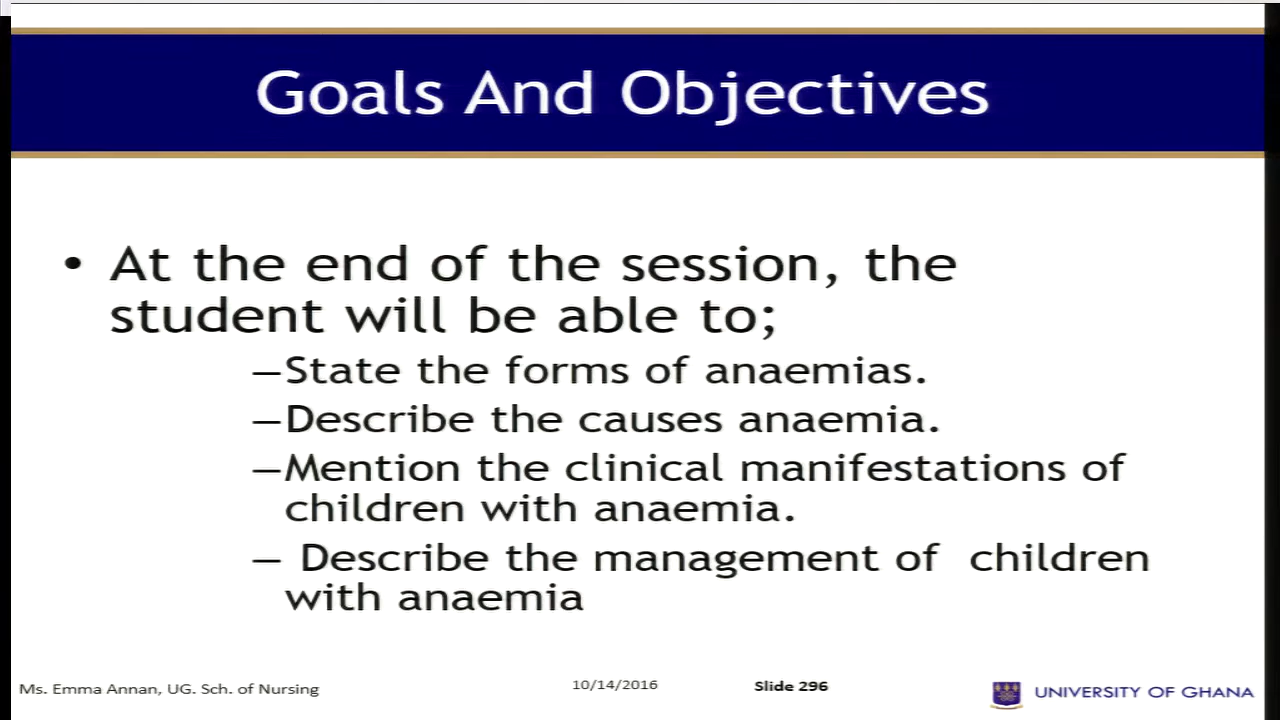 Goals And Objectives
• At the end of the session, the
student will be able to;
–State the forms of anaemias.
–Describe the causes anaemia.
–Mention the clinical manifestations of
children with anaemia.
– Describe the management of  children
with anaemia
Ms. Emma Annan, UG. Sch. of Nursing
10/14/2016
Slide 296
UNIVERSITY OF GHANA